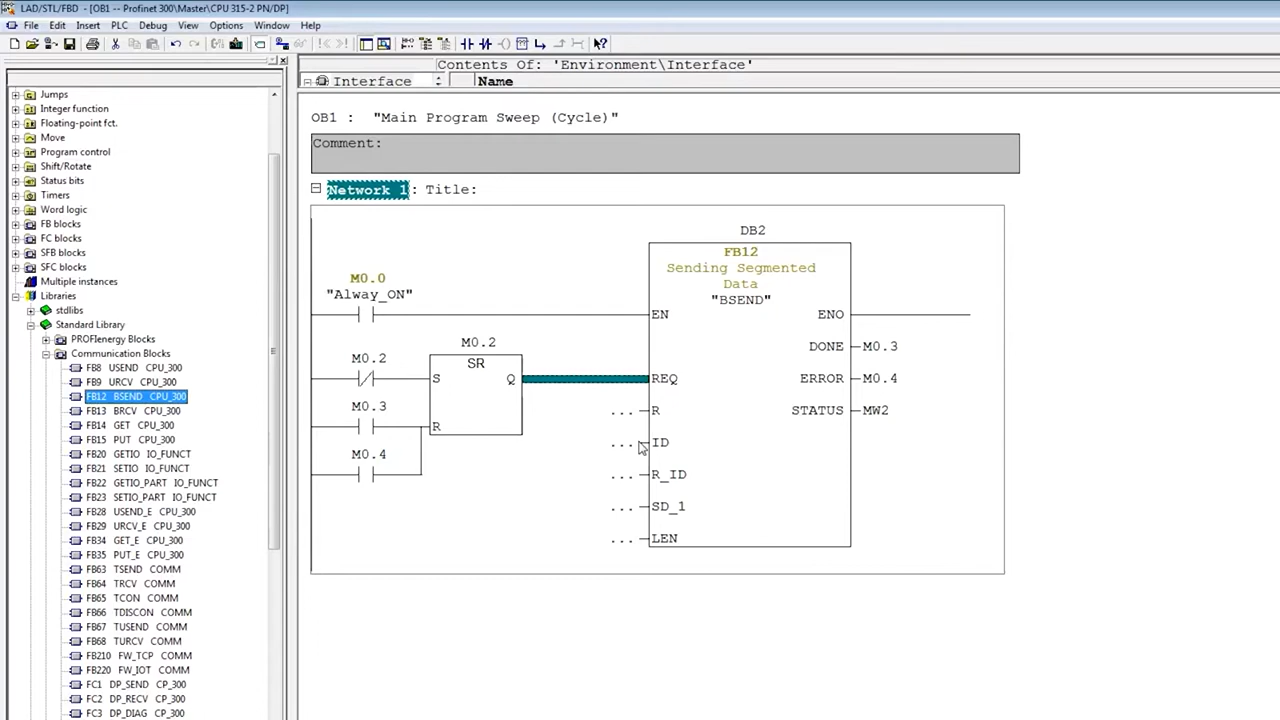 LAD/STL/FBD - [OB1 -- Profinet 300\Master\CPU 315-2 PN/DP]
File Edit Insert PLC Debug View Options Window Help
Contents Of: 'Environment\Interface'
Interface Name
Jumps
Integer function
Floating-point fct.
Move
Program control
Shift/Rotate
Status bits
Timers
Word logic
FB blocks
FC blocks
SFB blocks
SFC blocks
Multiple instances
Libraries
stdlibs
Standard Library
PROFIenergy Blocks
Communication Blocks
FB8 USEND CPU_300
FB9 URCV CPU_300
FB12 BSEND CPU_300
FB13 BRCV CPU_300
FB14 GET CPU_300
FB15 PUT CPU_300
FB20 GETIO IO_FUNCT
FB21 SETIO IO_FUNCT
FB22 GETIO_PART IO_FUNCT
FB23 SETIO_PART IO_FUNCT
FB28 USEND_E CPU_300
FB29 URCV_E CPU_300
FB34 GET_E CPU_300
FB35 PUT_E CPU_300
FB63 TSEND COMM
FB64 TRCV COMM
FB65 TCON COMM
FB66 TDISCON COMM
FB67 TUSEND COMM
FB68 TURCV COMM
FB210 FW_TCP COMM
FB220 FW_IOT COMM
FC1 DP_SEND CP_300
FC2 DP_RECV CP_300
FC3 DP_DIAG CP_300
OB1 : "Main Program Sweep (Cycle)"
Comment:
Network 1: Title:
DB2
FB12
Sending Segmented
Data
"BSEND"
M0.0
"Alway_ON"
EN ENO
M0.2
SR
DONE M0.3
M0.2
S Q REQ ERROR M0.4
M0.3
... R STATUS MW2
R
... ID
M0.4
... R_ID
... SD_1
... LEN